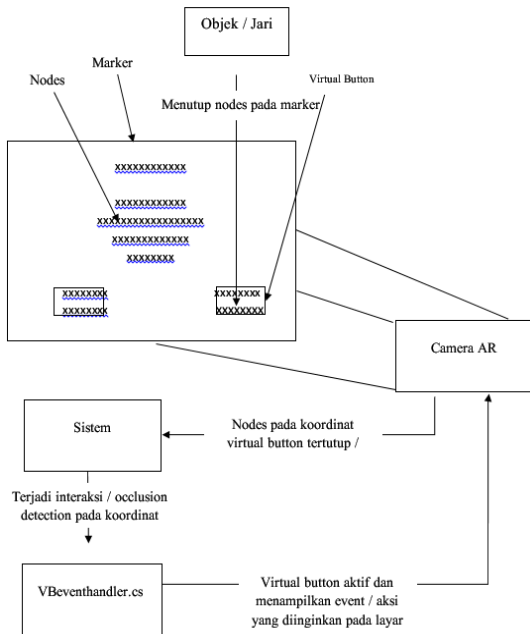 Objek / Jari
Marker
Nodes
Virtual Button
Menutup nodes pada marker
xxxxxxxxxxxx
xxxxxxxxxxxx
xxxxxxxxxxxxxxxxxx
xxxxxxxxxxxxx
xxxxxxxx
xxxxxxxx
xxxxxxxx
xxxxxxxx
xxxxxxxx
Camera AR
Sistem
Nodes pada koordinat
virtual button tertutup /
Terjadi interaksi / occlusion
detection pada koordinat
VBeventhandler.cs
Virtual button aktif dan
menampilkan event / aksi
yang diinginkan pada layar